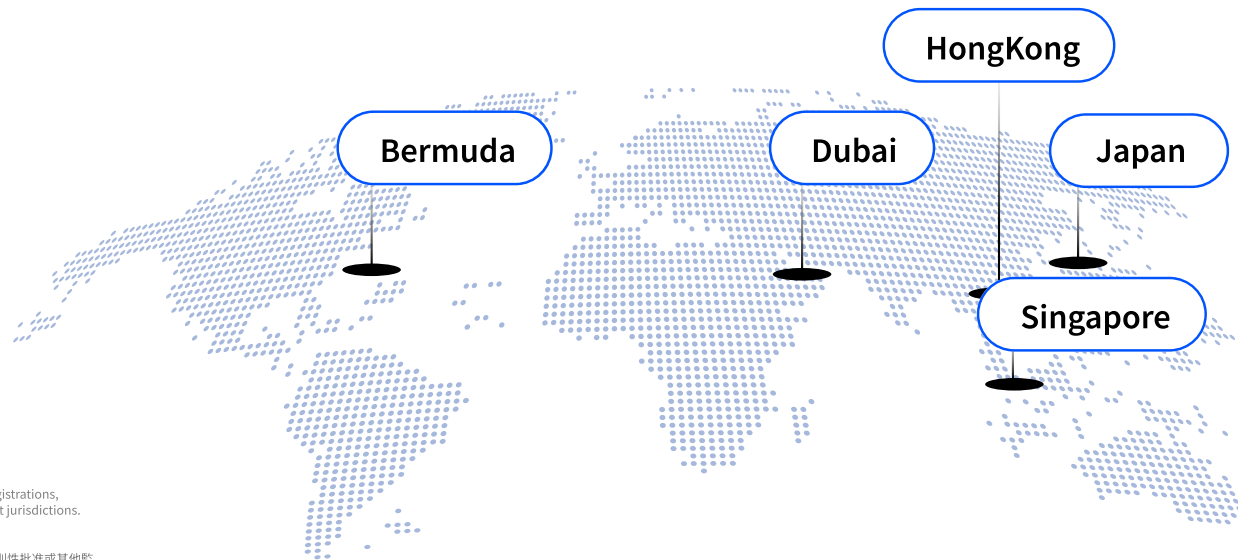 HongKong
Bermuda
Dubai
Japan
Singapore
gistrations,
t jurisdictions.